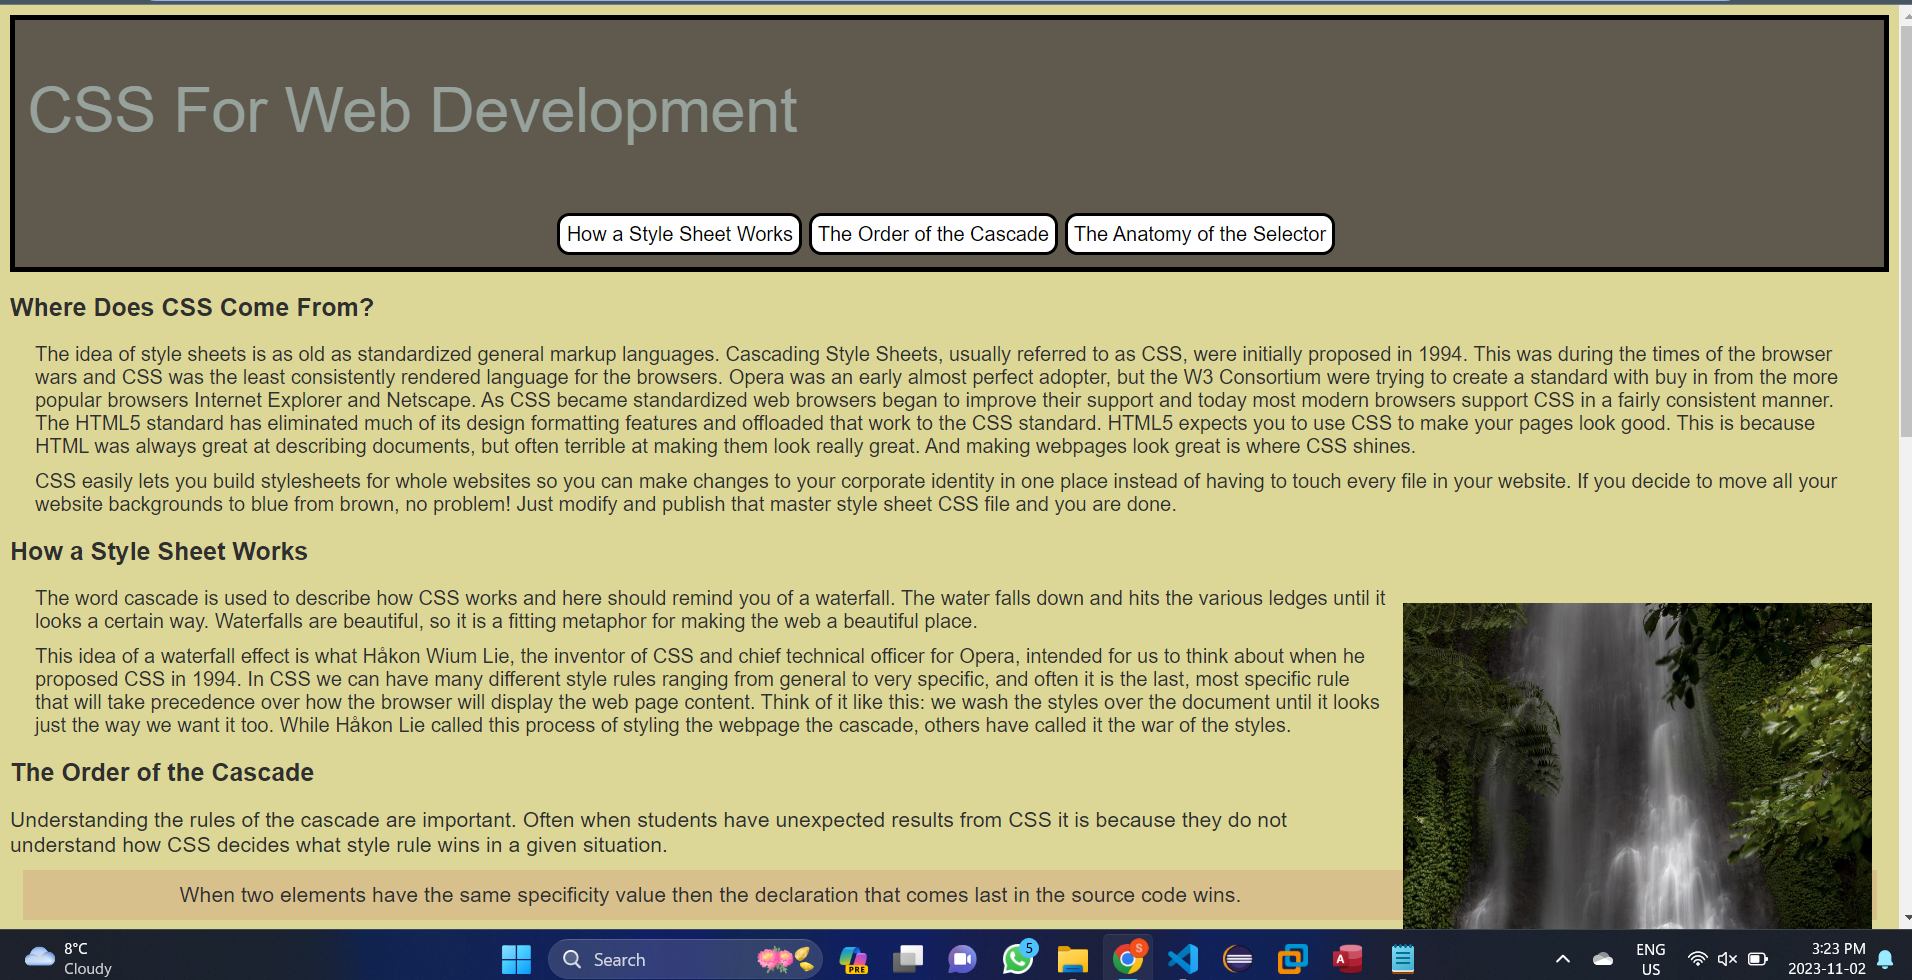 CSS For Web Development
How a Style Sheet Works
The Order of the Cascade
The Anatomy of the Selector
Where Does CSS Come From?
The idea of style sheets is as old as standardized general markup languages. Cascading Style Sheets, usually referred to as CSS, were initially proposed in 1994. This was during the times of the browser
wars and CSS was the least consistently rendered language for the browsers. Opera was an early almost perfect adopter, but the W3 Consortium were trying to create a standard with buy in from the more
popular browsers Internet Explorer and Netscape. As CSS became standardized web browsers began to improve their support and today most modern browsers support CSS in a fairly consistent manner.
The HTML5 standard has eliminated much of its design formatting features and offloaded that work to the CSS standard. HTML5 expects you to use CSS to make your pages look good. This is because
HTML was always great at describing documents, but often terrible at making them look really great. And making webpages look great is where CSS shines.
CSS easily lets you build stylesheets for whole websites so you can make changes to your corporate identity in one place instead of having to touch every file in your website. If you decide to move all your
website backgrounds to blue from brown, no problem! Just modify and publish that master style sheet CSS file and you are done.
How a Style Sheet Works
The word cascade is used to describe how CSS works and here should remind you of a waterfall. The water falls down and hits the various ledges until it
looks a certain way. Waterfalls are beautiful, so it is a fitting metaphor for making the web a beautiful place.
This idea of a waterfall effect is what Håkon Wium Lie, the inventor of CSS and chief technical officer for Opera, intended for us to think about when he
proposed CSS in 1994. In CSS we can have many different style rules ranging from general to very specific, and often it is the last, most specific rule
that will take precedence over how the browser will display the web page content. Think of it like this: we wash the styles over the document until it looks
just the way we want it too. While Håkon Lie called this process of styling the webpage the cascade, others have called it the war of the styles.
The Order of the Cascade
Understanding the rules of the cascade are important. Often when students have unexpected results from CSS it is because they do not
understand how CSS decides what style rule wins in a given situation.
When two elements have the same specificity value then the declaration that comes last in the source code wins.
8°C
Cloudy
Search
PRE
5
S
A
ENG
US
3:23 PM
2023-11-02